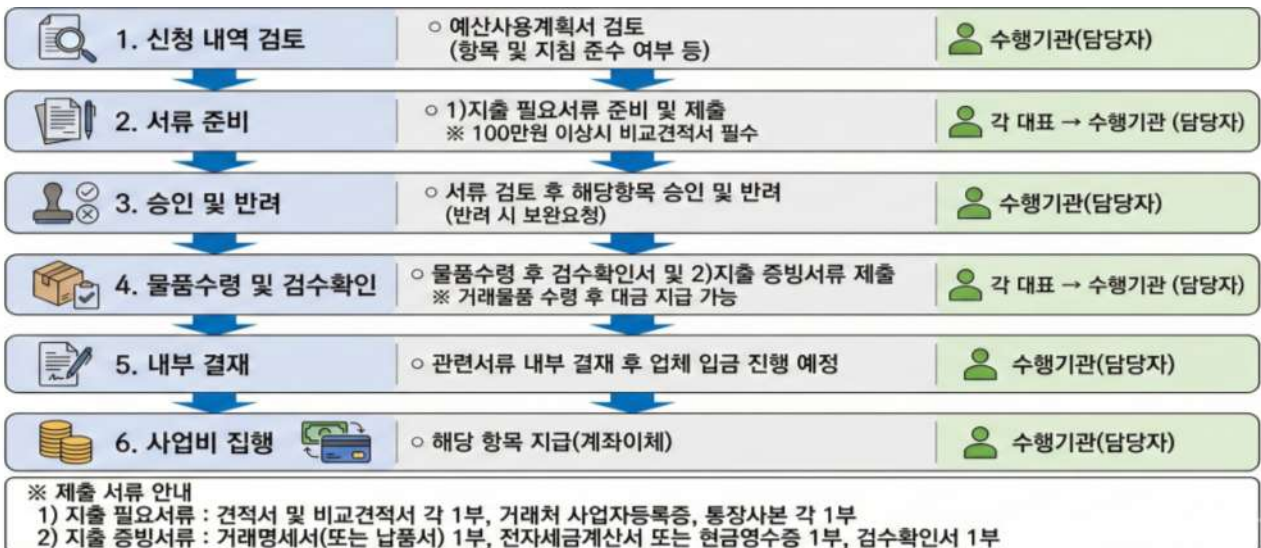 1. 신청 내역 검토
○ 예산사용계획서 검토
(항목 및 지침 준수 여부 등)
수행기관(담당자)
2. 서류 준비
○ 1)지출 필요서류 준비 및 제출
※ 100만원 이상시 비교견적서 필수
각 대표 → 수행기관 (담당자)
3. 승인 및 반려
○ 서류 검토 후 해당항목 승인 및 반려
(반려 시 보완요청)
수행기관(담당자)
4. 물품수령 및 검수확인
○ 물품수령 후 검수확인서 및 2)지출 증빙서류 제출
※ 거래물품 수령 후 대금 지급 가능
각 대표 → 수행기관 (담당자)
5. 내부 결재
○ 관련서류 내부 결재 후 업체 입금 진행 예정
수행기관(담당자)
6. 사업비 집행
○ 해당 항목 지급(계좌이체)
수행기관(담당자)
※ 제출 서류 안내
1) 지출 필요서류 : 견적서 및 비교견적서 각 1부, 거래처 사업자등록증, 통장사본 각 1부
2) 지출 증빙서류 : 거래명세서(또는 납품서) 1부, 전자세금계산서 또는 현금영수증 1부, 검수확인서 1부